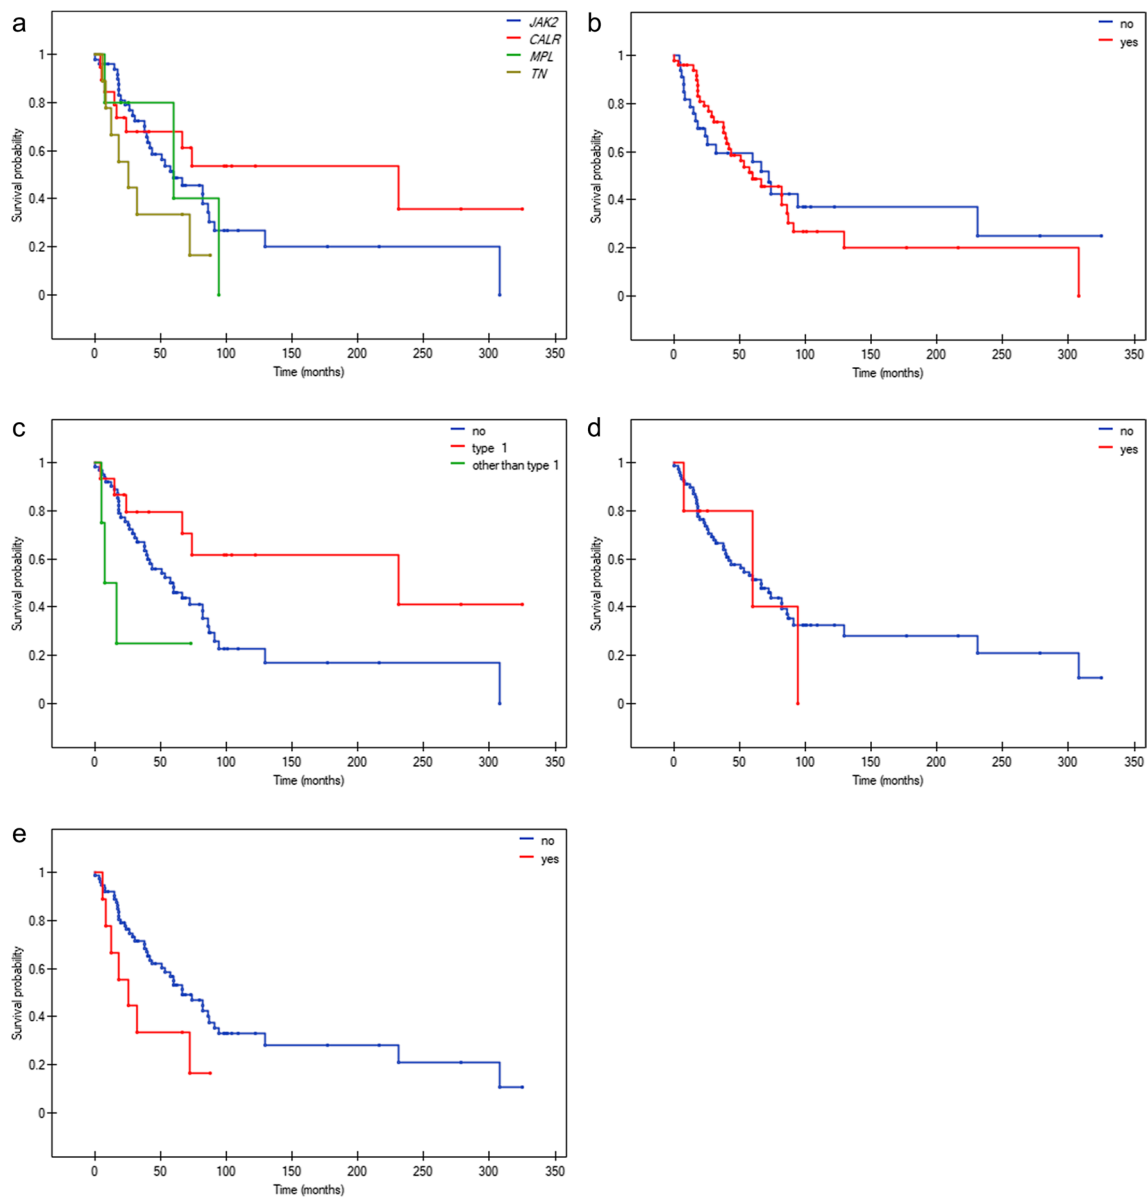 a
JAK2
CALR
MPL
TN
1
0.8
0.6
0.4
0.2
0
Survival probability
0 50 100 150 200 250 300 350
Time (months)
b
no
yes
1
0.8
0.6
0.4
0.2
0
Survival probability
0 50 100 150 200 250 300 350
Time (months)
c
no
type 1
other than type 1
1
0.8
0.6
0.4
0.2
0
Survival probability
0 50 100 150 200 250 300 350
Time (months)
d
no
yes
1
0.8
0.6
0.4
0.2
0
Survival probability
0 50 100 150 200 250 300 350
Time (months)
e
no
yes
1
0.8
0.6
0.4
0.2
0
Survival probability
0 50 100 150 200 250 300 350
Time (months)